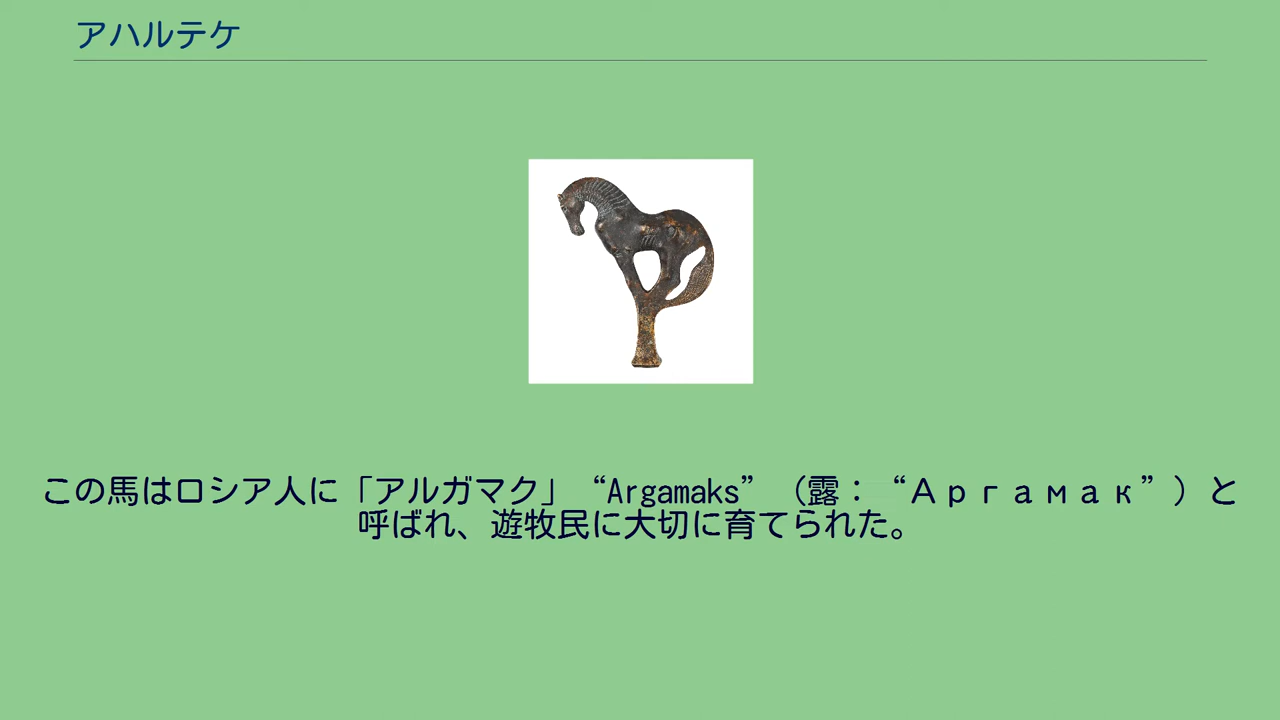 アハルテケ
この馬はロシア人に「アルガマク」“Argamaks”（露：“Аргамак”）と
呼ばれ、遊牧民に大切に育てられた。